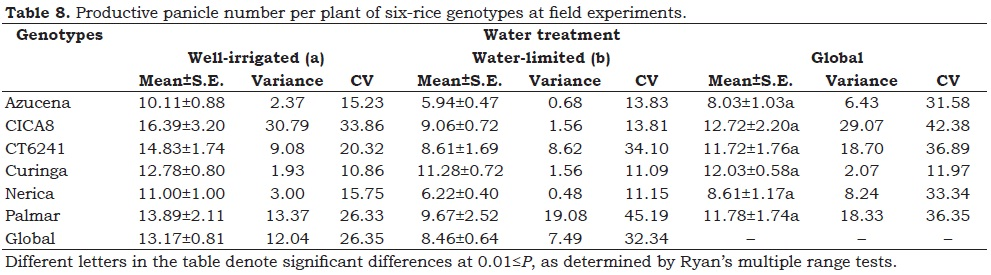 Table 8. Productive panicle number per plant of six-rice genotypes at field experiments.
Genotypes Water treatment
Well-irrigated (a) Water-limited (b) Global
Mean±S.E. Variance CV Mean±S.E. Variance CV Mean±S.E. Variance CV
Azucena 10.11±0.88 2.37 15.23 5.94±0.47 0.68 13.83 8.03±1.03a 6.43 31.58
CICA8 16.39±3.20 30.79 33.86 9.06±0.72 1.56 13.81 12.72±2.20a 29.07 42.38
CT6241 14.83±1.74 9.08 20.32 8.61±1.69 8.62 34.10 11.72±1.76a 18.70 36.89
Curinga 12.78±0.80 1.93 10.86 11.28±0.72 1.56 11.09 12.03±0.58a 2.07 11.97
Nerica 11.00±1.00 3.00 15.75 6.22±0.40 0.48 11.15 8.61±1.17a 8.24 33.34
Palmar 13.89±2.11 13.37 26.33 9.67±2.52 19.08 45.19 11.78±1.74a 18.33 36.35
Global 13.17±0.81 12.04 26.35 8.46±0.64 7.49 32.34 – – –
Different letters in the table denote significant differences at 0.01≤P, as determined by Ryan's multiple range tests.